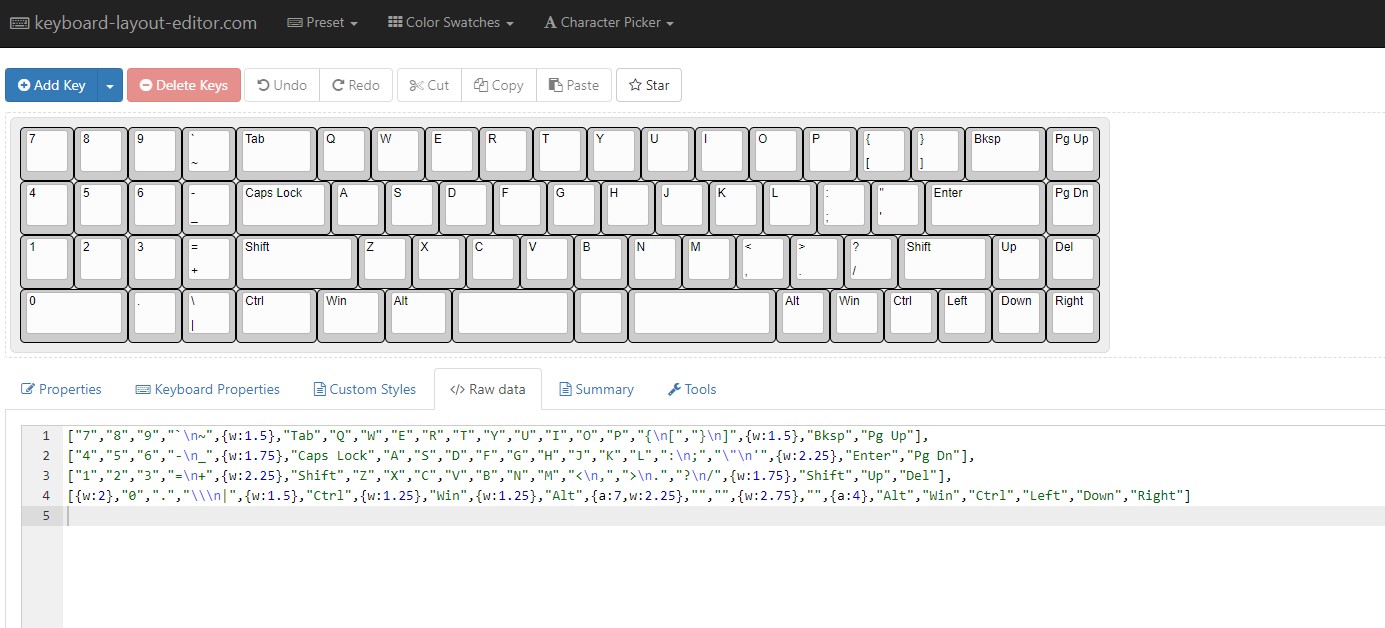 keyboard-layout-editor.com Preset Color Swatches A Character Picker
Add Key Delete Keys Undo Redo Cut Copy Paste Star
7 8 9 ` Tab Q W E R T Y U I O P { } Bksp Pg Up
~ [ ]
4 5 6 - Caps Lock A S D F G H J K L : " Enter Pg Dn
_ ; '
1 2 3 = Shift Z X C V B N M < > ? Shift Up Del
+ , . /
0 . \ Ctrl Win Alt Alt Win Ctrl Left Down Right
|
Properties Keyboard Properties Custom Styles </> Raw data Summary Tools
1 ["7","8","9","`\n~",{w:1.5},"Tab","Q","W","E","R","T","Y","U","I","O","P","{\n[","}\n]",{w:1.5},"Bksp","Pg Up"],
2 ["4","5","6","-\n_",{w:1.75},"Caps Lock","A","S","D","F","G","H","J","K","L",":\n;","\"\n'",{w:2.25},"Enter","Pg Dn"],
3 ["1","2","3","=\n+",{w:2.25},"Shift","Z","X","C","V","B","N","M","<\n,",">\n.","?\n/",{w:1.75},"Shift","Up","Del"],
4 [{w:2},"0",".","\\\n|",{w:1.5},"Ctrl",{w:1.25},"Win",{w:1.25},"Alt",{a:7,w:2.25},"","",{w:2.75},"",{a:4},"Alt","Win","Ctrl","Left","Down","Right"]
5